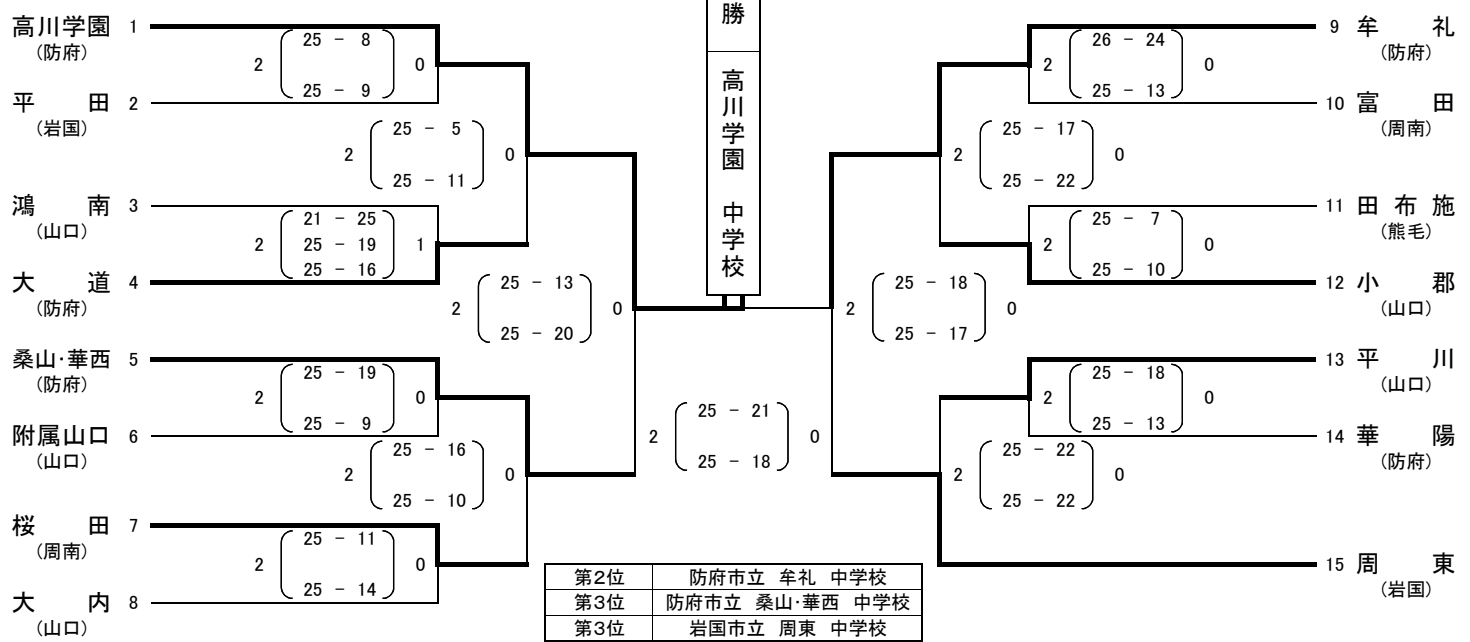 勝
高川学園 中学校
高川学園 1
(防府)
25 - 8
2 0
25 - 9
平 田 2
(岩国)
25 - 5
2 0
25 - 11
鴻 南 3
(山口)
21 - 25
2 25 - 19 1
25 - 16
大 道 4
(防府)
25 - 13
2 0
25 - 20
桑山・華西 5
(防府)
25 - 19
2 0
25 - 9
附属山口 6
(山口)
25 - 16
2 0
25 - 10
桜 田 7
(周南)
25 - 11
2 0
25 - 14
大 内 8
(山口)
25 - 21
2 0
25 - 18
9 牟 礼
(防府)
26 - 24
2 0
25 - 13
10 富 田
(周南)
25 - 17
2 0
25 - 22
11 田 布 施
(熊毛)
25 - 7
2 0
25 - 10
12 小 郡
(山口)
25 - 18
2 0
25 - 17
13 平 川
(山口)
25 - 18
2 0
25 - 13
14 華 陽
(防府)
25 - 22
2 0
25 - 22
15 周 東
(岩国)
第2位 防府市立 牟礼 中学校
第3位 防府市立 桑山・華西 中学校
第3位 岩国市立 周東 中学校